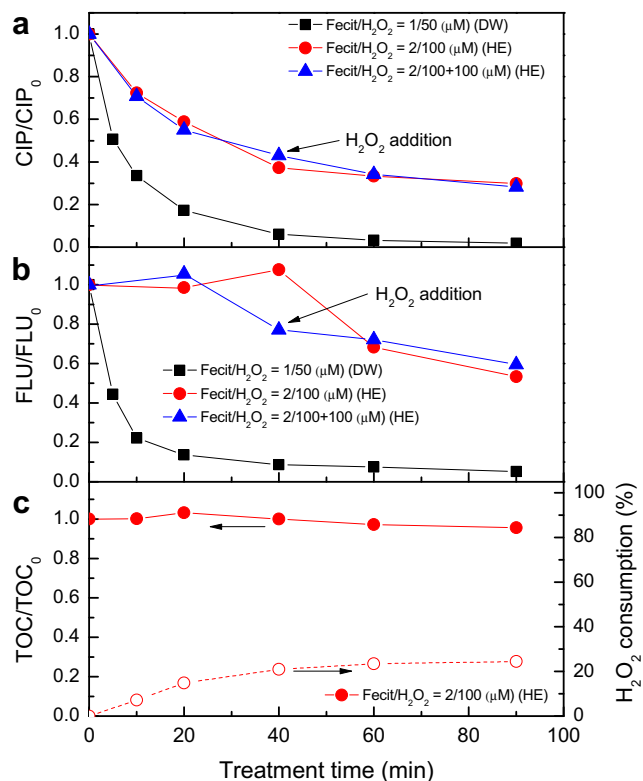 a
CIP/CIP₀
1.0
0.8
0.6
0.4
0.2
0.0
Fecit/H₂O₂ = 1/50 (μM) (DW)
Fecit/H₂O₂ = 2/100 (μM) (HE)
Fecit/H₂O₂ = 2/100+100 (μM) (HE)
H₂O₂ addition
b
FLU/FLU₀
1.0
0.8
0.6
0.4
0.2
0.0
H₂O₂ addition
Fecit/H₂O₂ = 1/50 (μM) (DW)
Fecit/H₂O₂ = 2/100 (μM) (HE)
Fecit/H₂O₂ = 2/100+100 (μM) (HE)
c
TOC/TOC₀
1.0
0.8
0.6
0.4
0.2
0.0
100
80
60
40
20
0
H₂O₂ consumption (%)
Fecit/H₂O₂ = 2/100 (μM) (HE)
0 20 40 60 80 100
Treatment time (min)